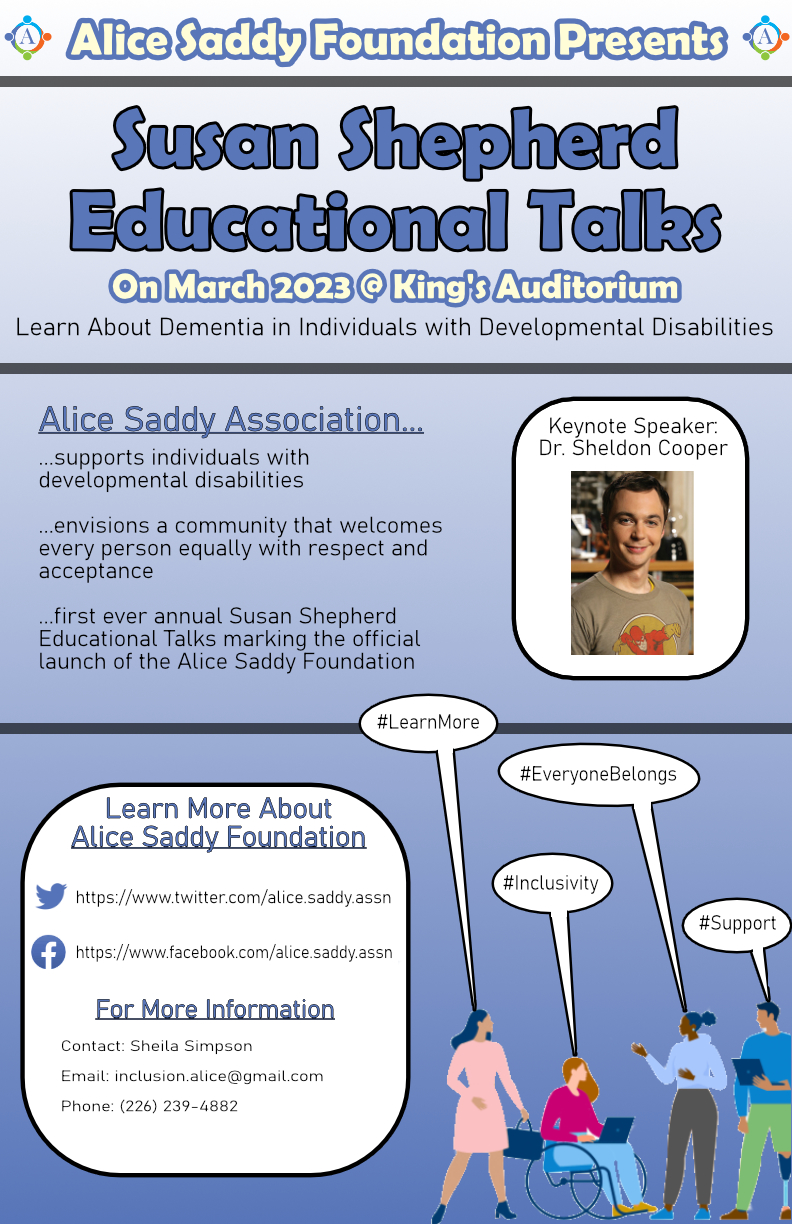 A
Alice Saddy Foundation Presents
A
Susan Shepherd
Educational Talks
On March 2023 @ King's Auditorium
Learn About Dementia in Individuals with Developmental Disabilities
Alice Saddy Association...
...supports individuals with
developmental disabilities
...envisions a community that welcomes
every person equally with respect and
acceptance
...first ever annual Susan Shepherd
Educational Talks marking the official
launch of the Alice Saddy Foundation
Keynote Speaker:
Dr. Sheldon Cooper
#LearnMore
#EveryoneBelongs
#Inclusivity
#Support
Learn More About
Alice Saddy Foundation
https://www.twitter.com/alice.saddy.assn
https://www.facebook.com/alice.saddy.assn
For More Information
Contact: Sheila Simpson
Email: inclusion.alice@gmail.com
Phone: (226) 239-4882